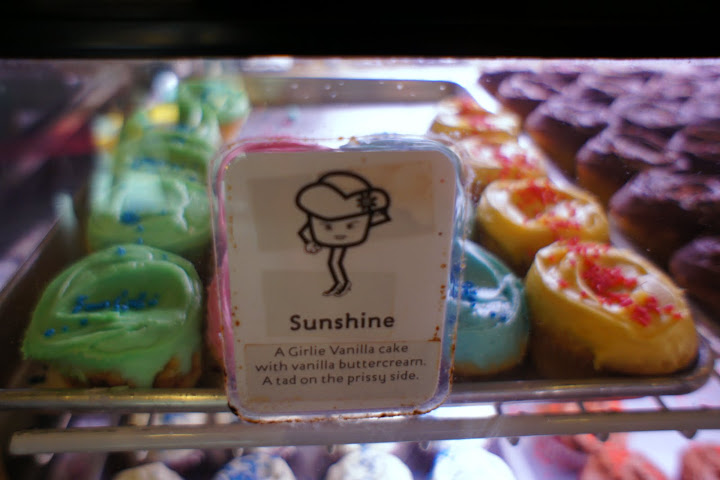 Sunshine
A Girlie Vanilla cake
with vanilla buttercream.
A tad on the prissy side.